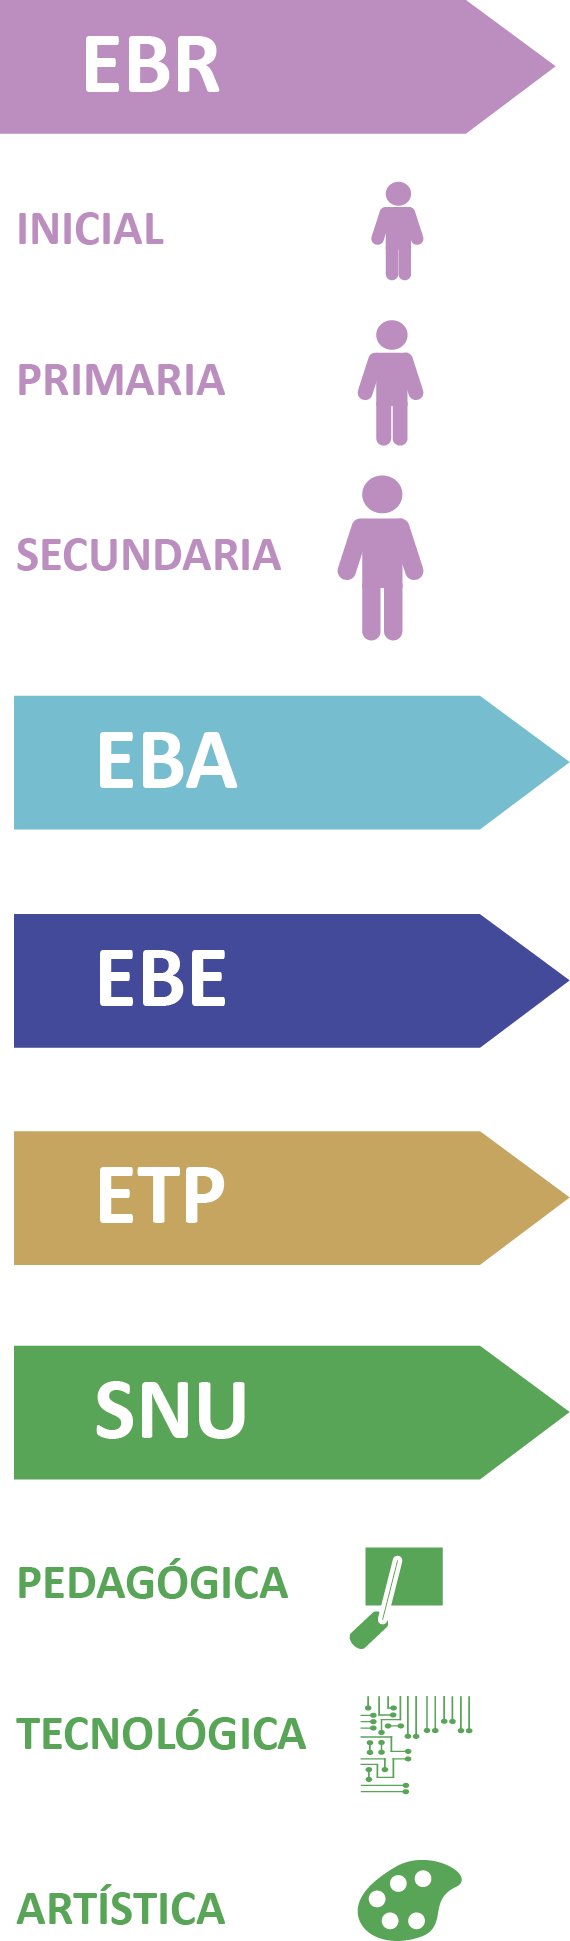 EBR
INICIAL
PRIMARIA
SECUNDARIA
EBA
EBE
ETP
SNU
PEDAGÓGICA
TECNOLÓGICA
ARTÍSTICA